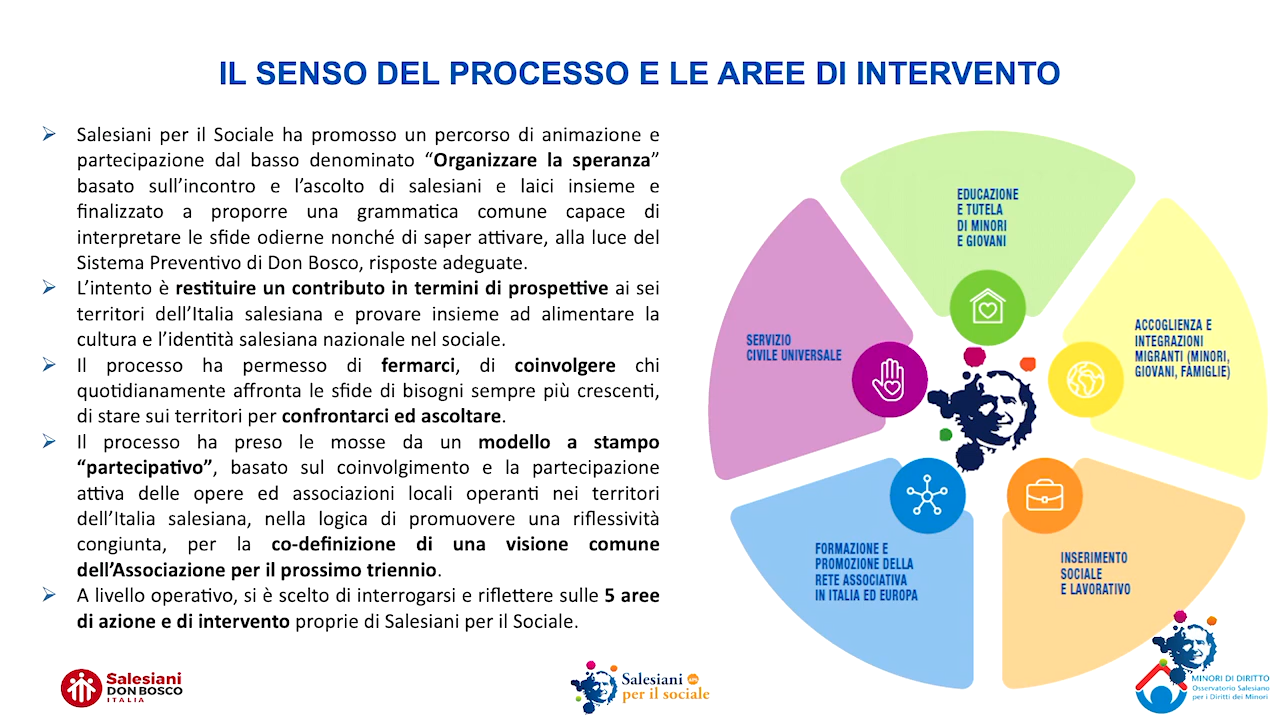 IL SENSO DEL PROCESSO E LE AREE DI INTERVENTO
Salesiani per il Sociale ha promosso un percorso di animazione e
partecipazione dal basso denominato “Organizzare la speranza”
basato sull’incontro e l’ascolto di salesiani e laici insieme e
finalizzato a proporre una grammatica comune capace di
interpretare le sfide odierne nonché di saper attivare, alla luce del
Sistema Preventivo di Don Bosco, risposte adeguate.
L’intento è restituire un contributo in termini di prospettive ai sei
territori dell’Italia salesiana e provare insieme ad alimentare la
cultura e l’identità salesiana nazionale nel sociale.
Il processo ha permesso di fermarci, di coinvolgere chi
quotidianamente affronta le sfide di bisogni sempre più crescenti,
di stare sui territori per confrontarci ed ascoltare.
Il processo ha preso le mosse da un modello a stampo
“partecipativo”, basato sul coinvolgimento e la partecipazione
attiva delle opere ed associazioni locali operanti nei territori
dell’Italia salesiana, nella logica di promuovere una riflessività
congiunta, per la co-definizione di una visione comune
dell’Associazione per il prossimo triennio.
A livello operativo, si è scelto di interrogarsi e riflettere sulle 5 aree
di azione e di intervento proprie di Salesiani per il Sociale.
EDUCAZIONE
E TUTELA
DI MINORI
E GIOVANI
ACCOGLIENZA E
INTEGRAZIONI
MIGRANTI (MINORI,
GIOVANI, FAMIGLIE)
SERVIZIO
CIVILE UNIVERSALE
FORMAZIONE E
PROMOZIONE DELLA
RETE ASSOCIATIVA
IN ITALIA ED EUROPA
INSERIMENTO
SOCIALE
E LAVORATIVO
Salesiani
DON BOSCO
ITALIA
Salesiani APS
per il sociale
MINORI DI DIRITTO
Osservatorio Salesiano
per i Diritti dei Minori